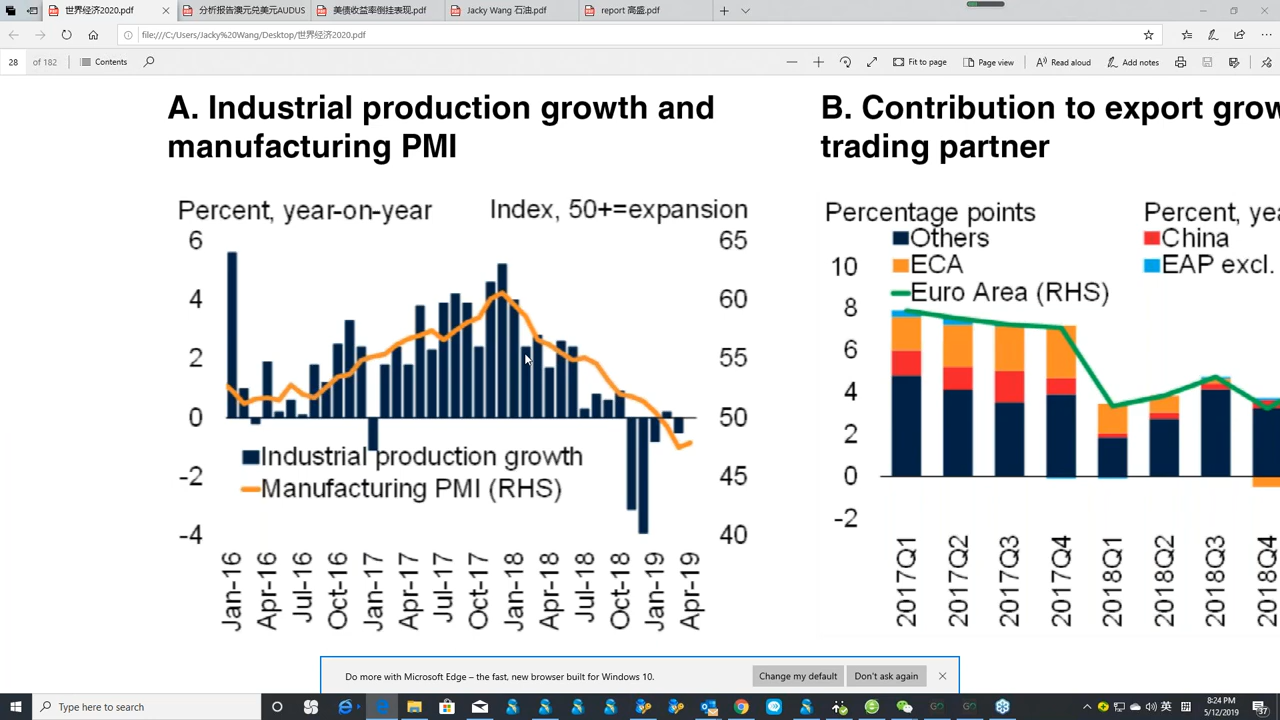 世界经济2020.pdf
分析报告澳元兑美元AUDUS
美债收益率倒挂表现.pdf
Jacky Wang 石油.pdf
report 高盛.pdf
file:///C:/Users/Jacky%20Wang/Desktop/世界经济2020.pdf
28 of 182 Contents
Fit to page Page view Read aloud Add notes
A. Industrial production growth and
manufacturing PMI
Percent, year-on-year Index, 50+=expansion
6 65
4 60
2 55
0 50
-2 45
-4 40
Industrial production growth
Manufacturing PMI (RHS)
Jan-16 Apr-16 Jul-16 Oct-16 Jan-17 Apr-17 Jul-17 Oct-17 Jan-18 Apr-18 Jul-18 Oct-18 Jan-19 Apr-19
B. Contribution to export grow
trading partner
Percentage points Percent, yea
Others China
ECA EAP excl.
Euro Area (RHS)
10
8
6
4
2
0
-2
2017Q1 2017Q2 2017Q3 2017Q4 2018Q1 2018Q2 2018Q3 2018Q4
Do more with Microsoft Edge – the fast, new browser built for Windows 10.
Change my default Don't ask again
Type here to search
英
8:24 PM
5/12/2019